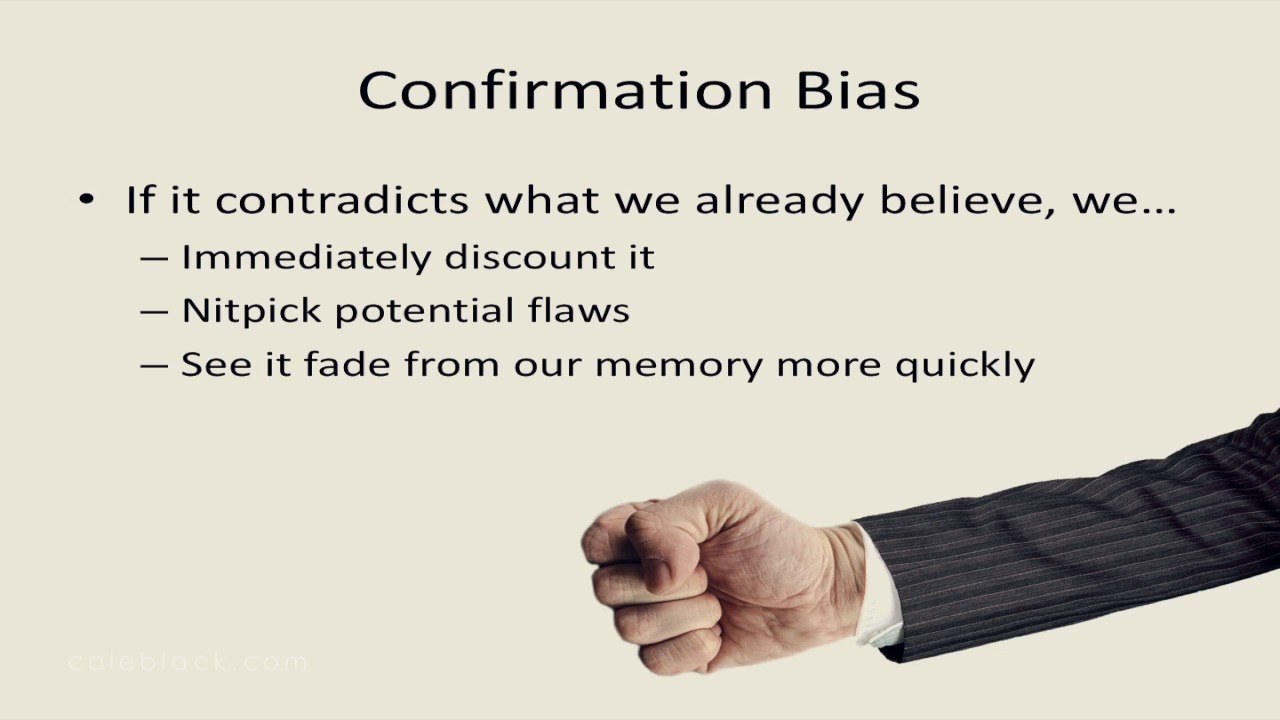 Confirmation Bias
• If it contradicts what we already believe, we...
– Immediately discount it
– Nitpick potential flaws
– See it fade from our memory more quickly
caleblack.com